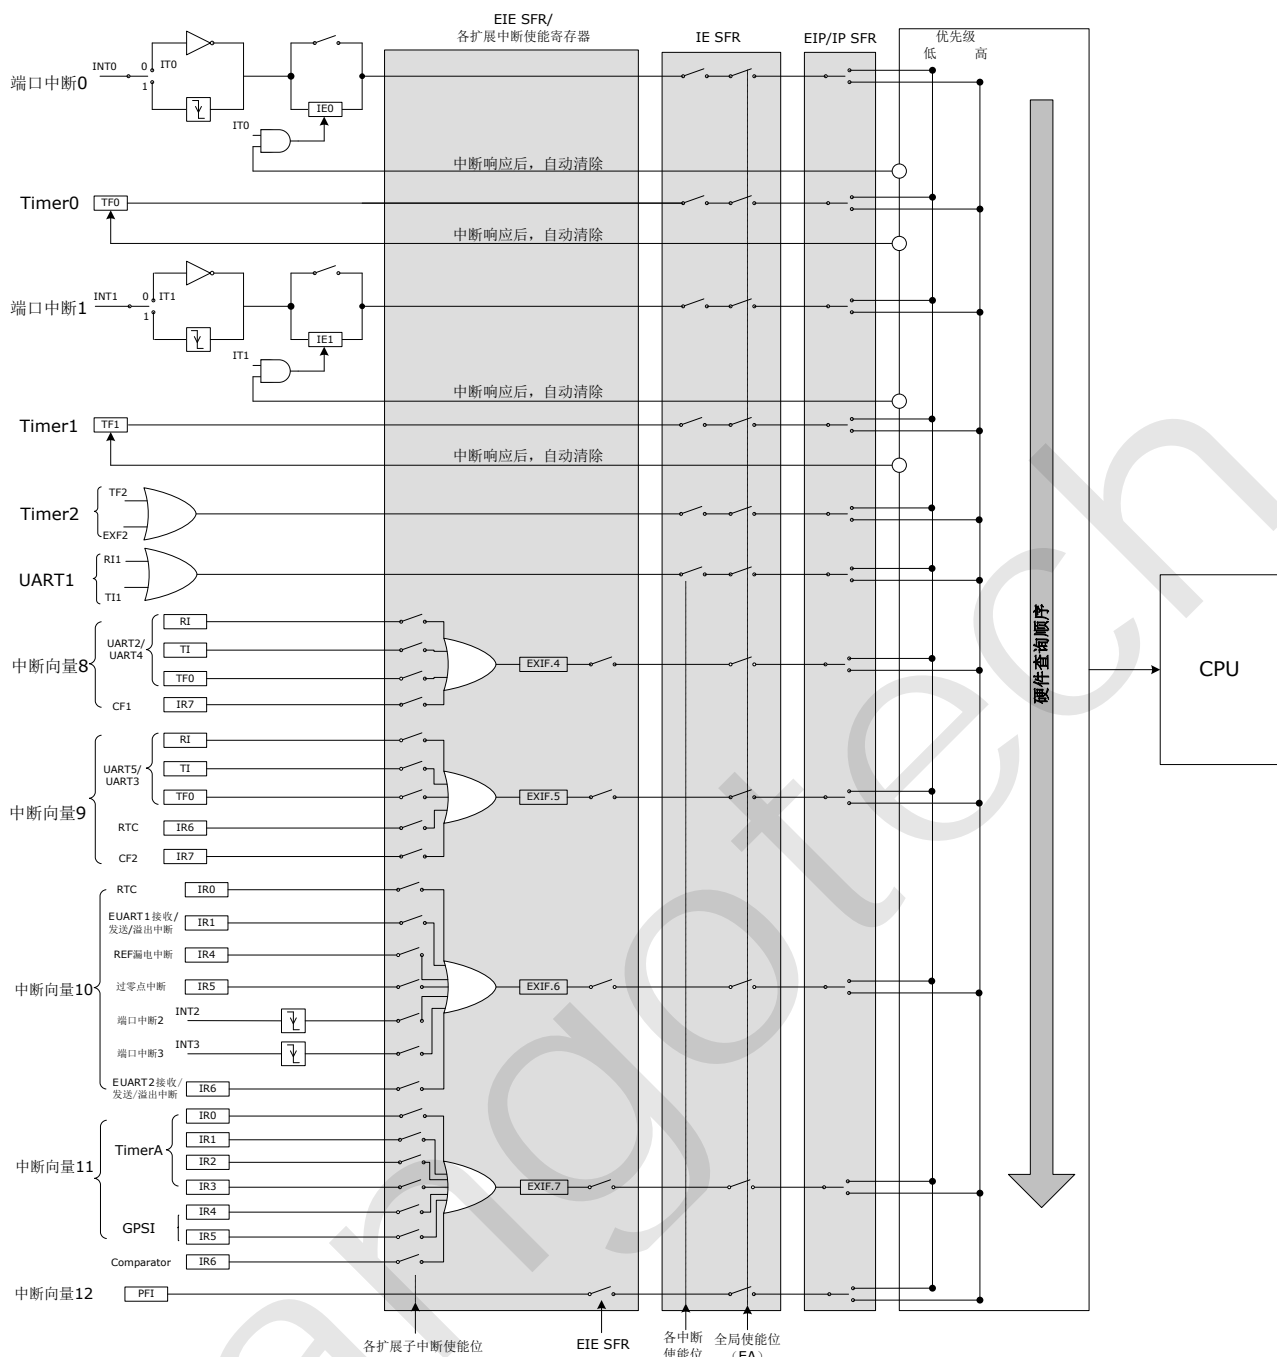 EIE SFR/
各扩展中断使能寄存器
IE SFR
EIP/IP SFR
优先级
低 高
端口中断0
INT0
0
1
IT0
IE0
IT0
中断响应后，自动清除
Timer0
TF0
中断响应后，自动清除
端口中断1
INT1
0
1
IT1
IE1
IT1
中断响应后，自动清除
Timer1
TF1
中断响应后，自动清除
Timer2
TF2
EXF2
UART1
RI1
TI1
中断向量8
UART2/
UART4
RI
TI
TF0
CF1
IR7
EXIF.4
硬件查询顺序
CPU
中断向量9
UART5/
UART3
RI
TI
TF0
RTC
IR6
CF2
IR7
EXIF.5
中断向量10
RTC
IR0
EUART1接收/
发送/溢出中断
IR1
REF漏电中断
IR4
过零点中断
IR5
端口中断2
INT2
端口中断3
INT3
EUART2接收/
发送/溢出中断
IR6
EXIF.6
中断向量11
TimerA
IR0
IR1
IR2
IR3
GPSI
IR4
IR5
Comparator
IR6
EXIF.7
中断向量12
PFI
各扩展子中断使能位
EIE SFR
各中断
使能位
全局使能位
（EA）
angotech